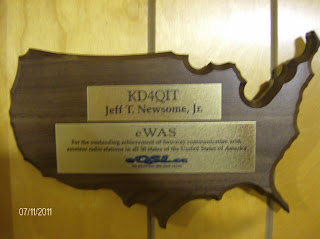 KD4QIT
Jeff T. Newsome, Jr.
eWAS
For the outstanding achievement of two-way communication with
amateur radio stations in all 50 states of the United States of America
eQSL.cc
07/11/2011